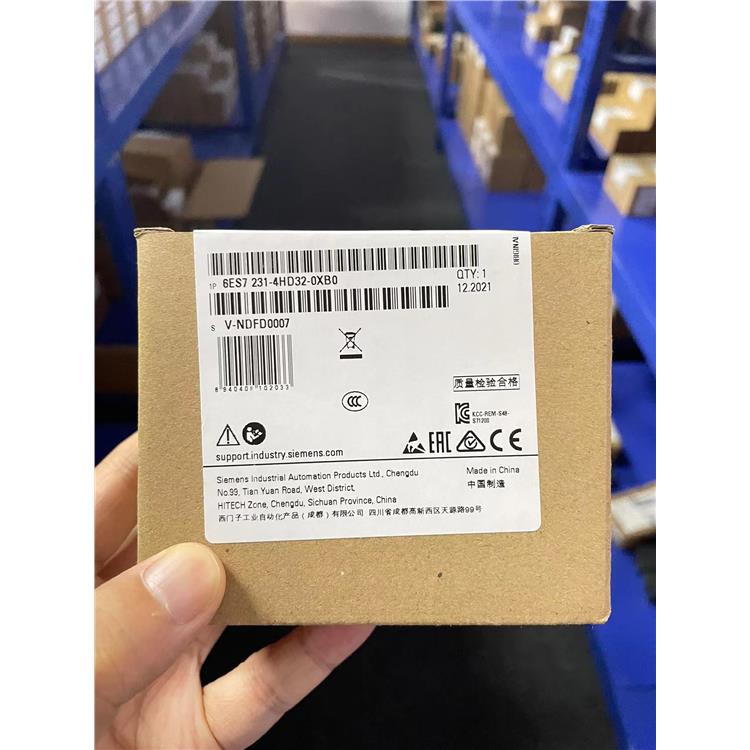 1P 6ES7 231-4HD32-0XB0
QTY: 1
12.2021
S V-NDFD0007
质量检验合格
CCC
KCC-REM-S49-
S71200
EAC
support.industry.siemens.com
Siemens Industrial Automation Products Ltd., Chengdu
No.99, Tian Yuan Road, West District,
HITECH Zone, Chengdu, Sichuan Province, China
西门子工业自动化产品（成都）有限公司 四川省成都高新西区天源路99号
Made in China
中国制造